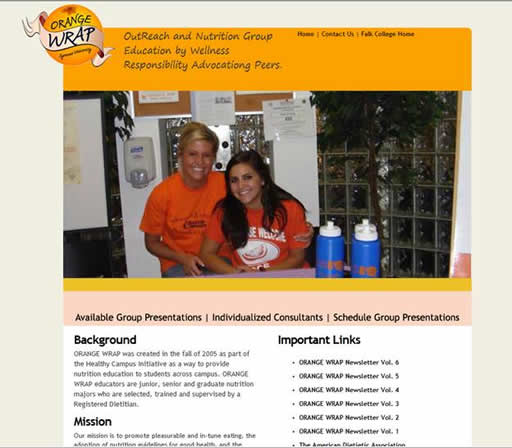 ORANGE
WRAP
Syracuse University
OutReach and Nutrition Group
Education by Wellness
Responsibility Advocationg Peers.
Home | Contact Us | Falk College Home
Available Group Presentations | Individualized Consultants | Schedule Group Presentations
Background
ORANGE WRAP was created in the fall of 2005 as part of
the Healthy Campus Initiative as a way to provide
nutrition education to students across campus. ORANGE
WRAP educators are junior, senior and graduate nutrition
majors who are selected, trained and supervised by a
Registered Dietitian.
Mission
Our mission is to promote pleasurable and in-tune eating, the
adoption of nutrition guidelines for good health, and the
Important Links
• ORANGE WRAP Newsletter Vol. 6
• ORANGE WRAP Newsletter Vol. 5
• ORANGE WRAP Newsletter Vol. 4
• ORANGE WRAP Newsletter Vol. 3
• ORANGE WRAP Newsletter Vol. 2
• ORANGE WRAP Newsletter Vol. 1
• The American Dietetic Association